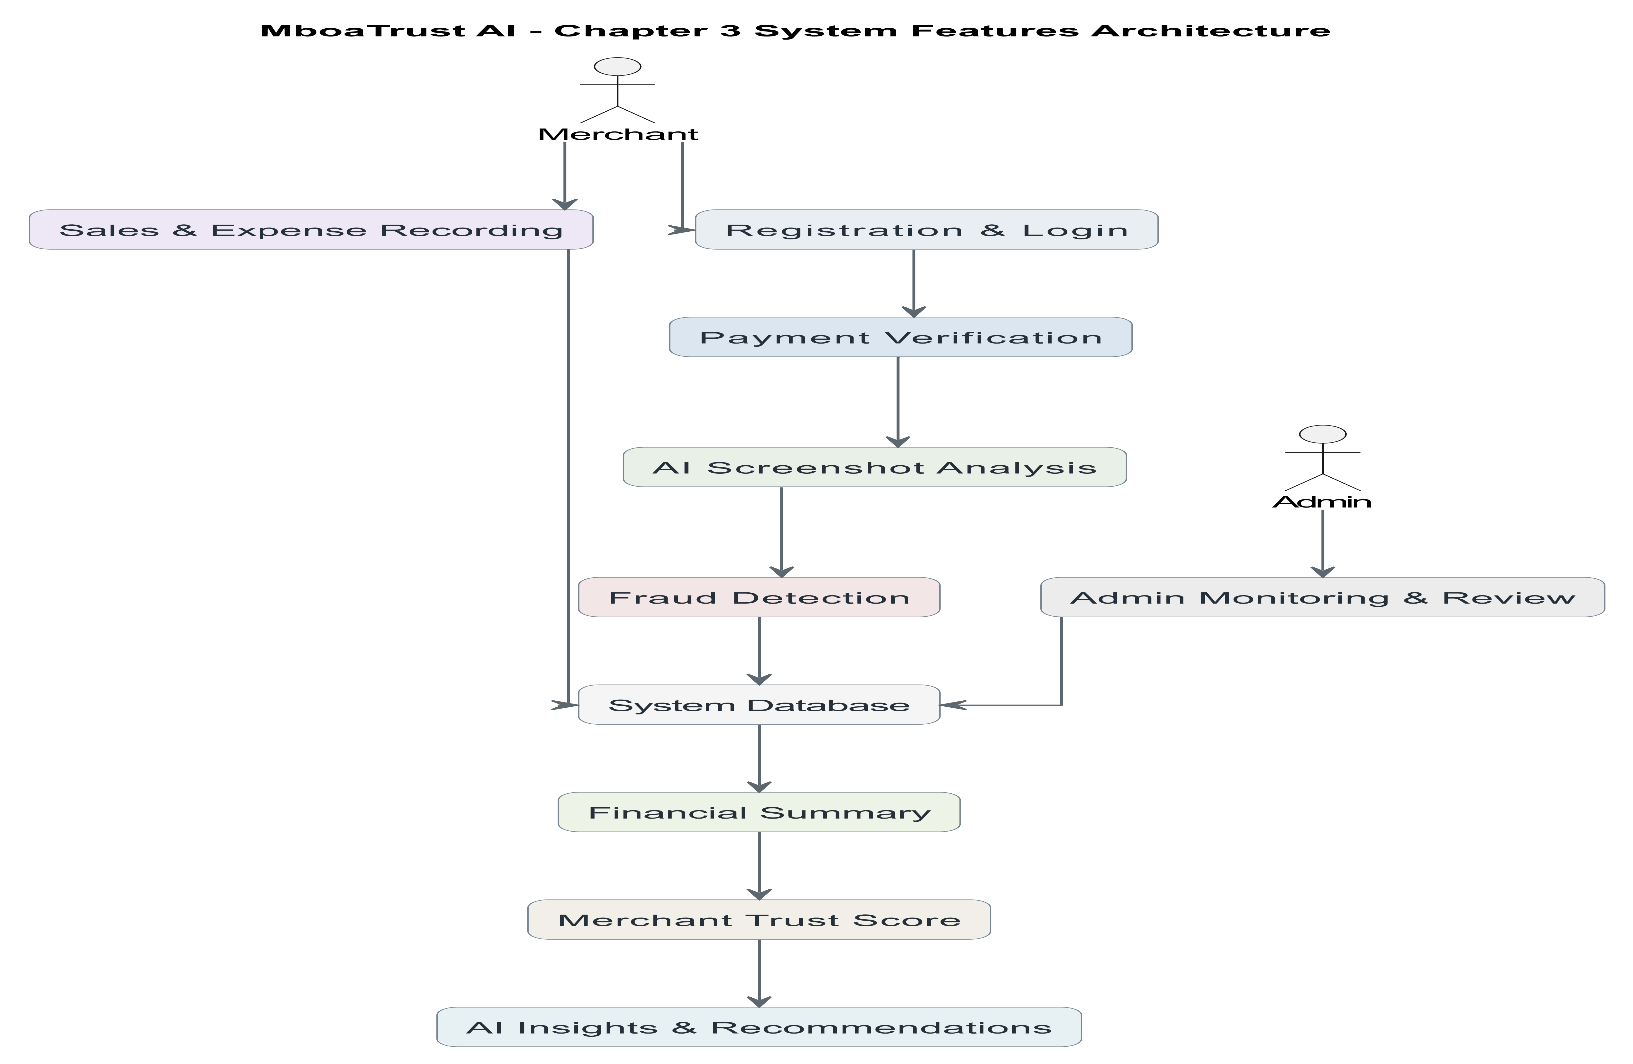 MboaTrust AI - Chapter 3 System Features Architecture
Merchant
Sales & Expense Recording
Registration & Login
Payment Verification
AI Screenshot Analysis
Admin
Fraud Detection
Admin Monitoring & Review
System Database
Financial Summary
Merchant Trust Score
AI Insights & Recommendations